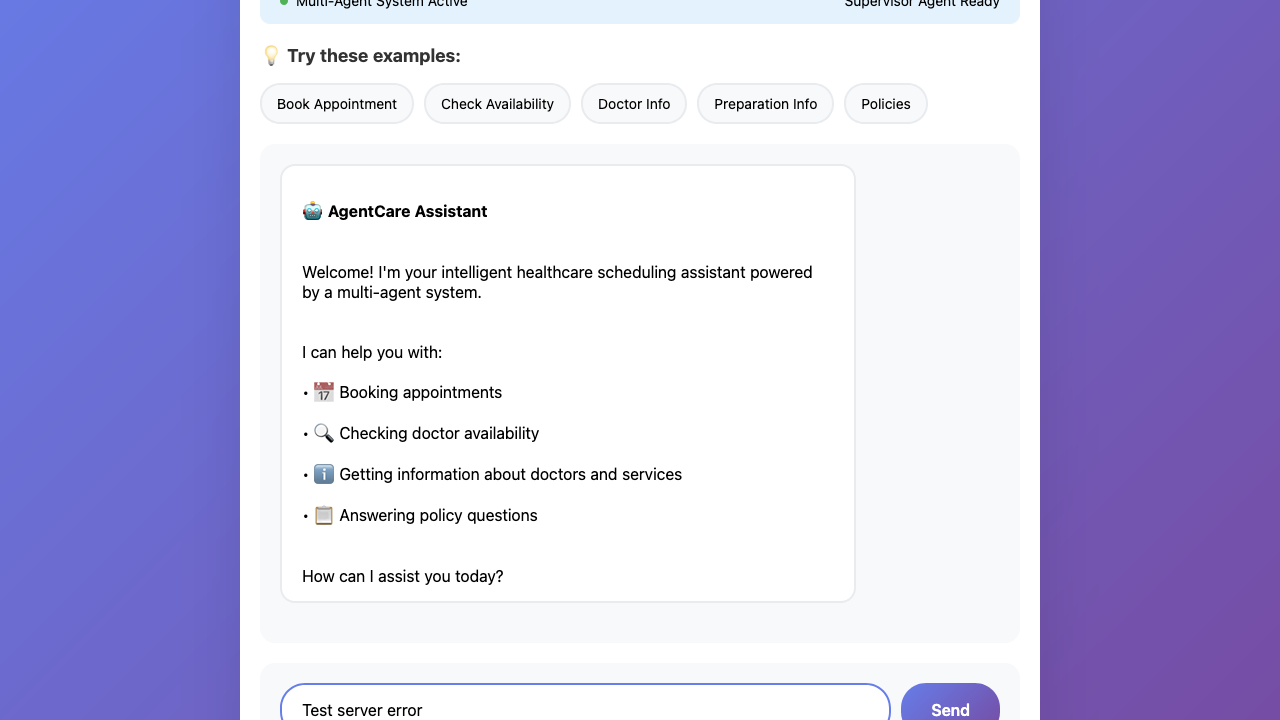 Multi-Agent System Active
Supervisor Agent Ready
💡 Try these examples:
Book Appointment
Check Availability
Doctor Info
Preparation Info
Policies
🤖 AgentCare Assistant
Welcome! I'm your intelligent healthcare scheduling assistant powered
by a multi-agent system.
I can help you with:
• 📅 Booking appointments
• 🔍 Checking doctor availability
• ℹ️ Getting information about doctors and services
• 📋 Answering policy questions
How can I assist you today?
Test server error
Send